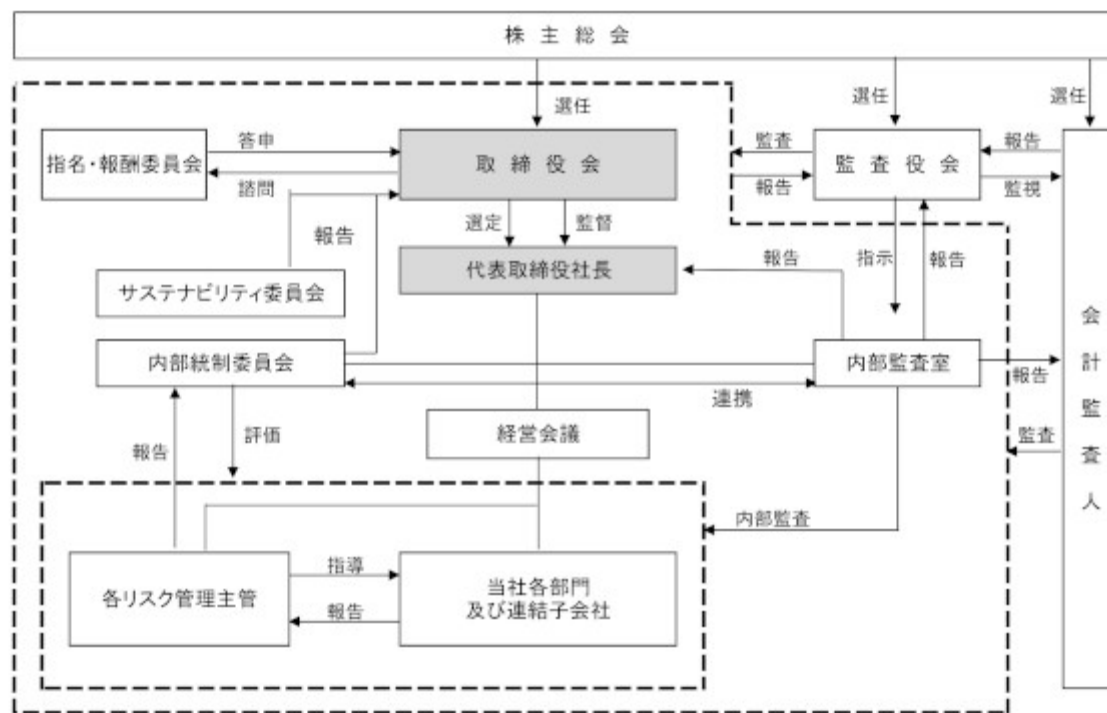 株主総会
選任
選任
選任
指名・報酬委員会
答申
諮問
取締役会
監査
報告
監査役会
報告
監視
報告
選定
監督
代表取締役社長
報告
指示
報告
サステナビリティ委員会
内部統制委員会
内部監査室
報告
連携
会計監査人
報告
評価
経営会議
監査
内部監査
各リスク管理主管
指導
報告
当社各部門
及び連結子会社